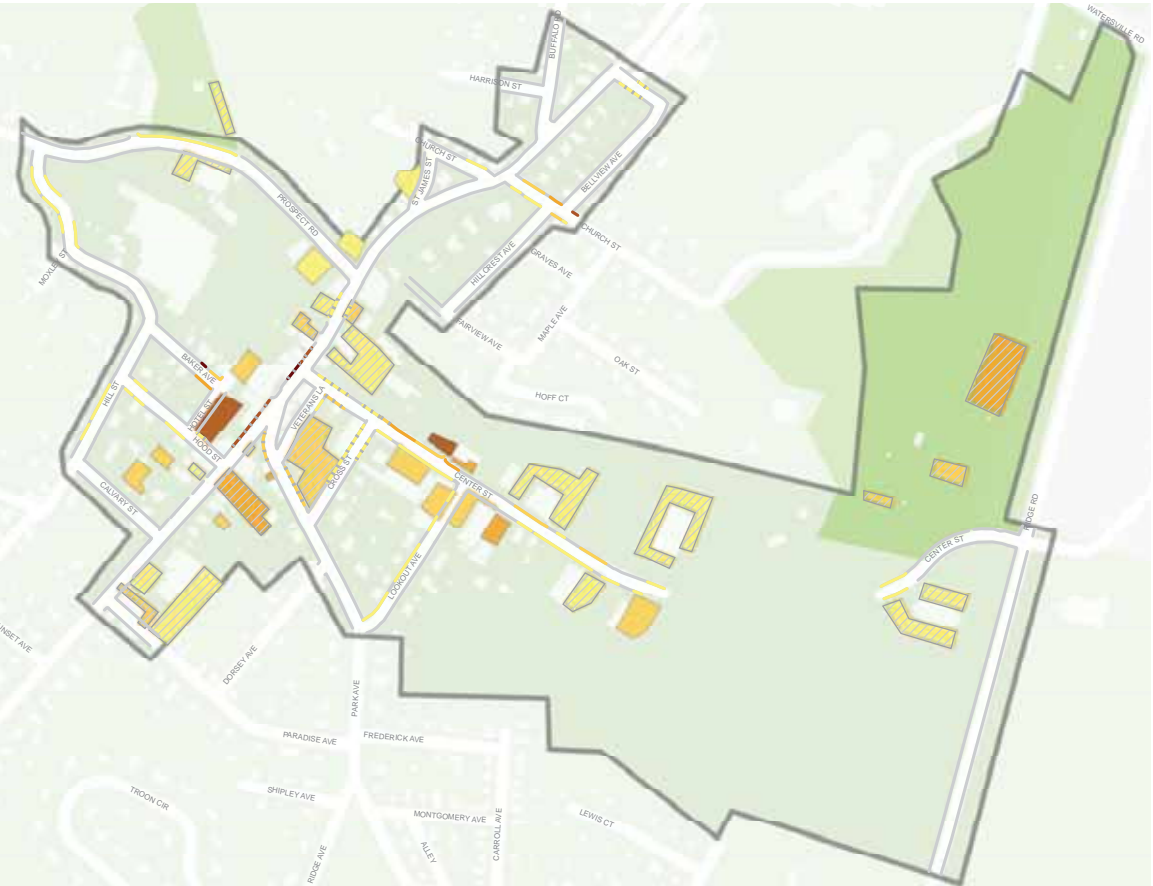 WATERSVILLE RD
BUFFALO RD
HARRISON ST
CHURCH ST
ST JAMES ST
BELLVIEW AVE
PROSPECT RD
CHURCH ST
HILLCREST AVE
GRAVES AVE
MOXLEY ST
MAPLE AVE
FAIRVIEW AVE
OAK ST
BAKER AVE
HILL ST
HOFF CT
VETERANS LA
HOTEL ST
HOOD ST
CROSS ST
CENTER ST
CALVARY ST
RIDGE RD
CENTER ST
LOOKOUT AVE
DORSEY AVE
PARK AVE
PARADISE AVE
FREDERICK AVE
SHIPLEY AVE
TROON CIR
MONTGOMERY AVE
LEWIS CT
CARROLL AVE
ALLEY
RIDGE AVE